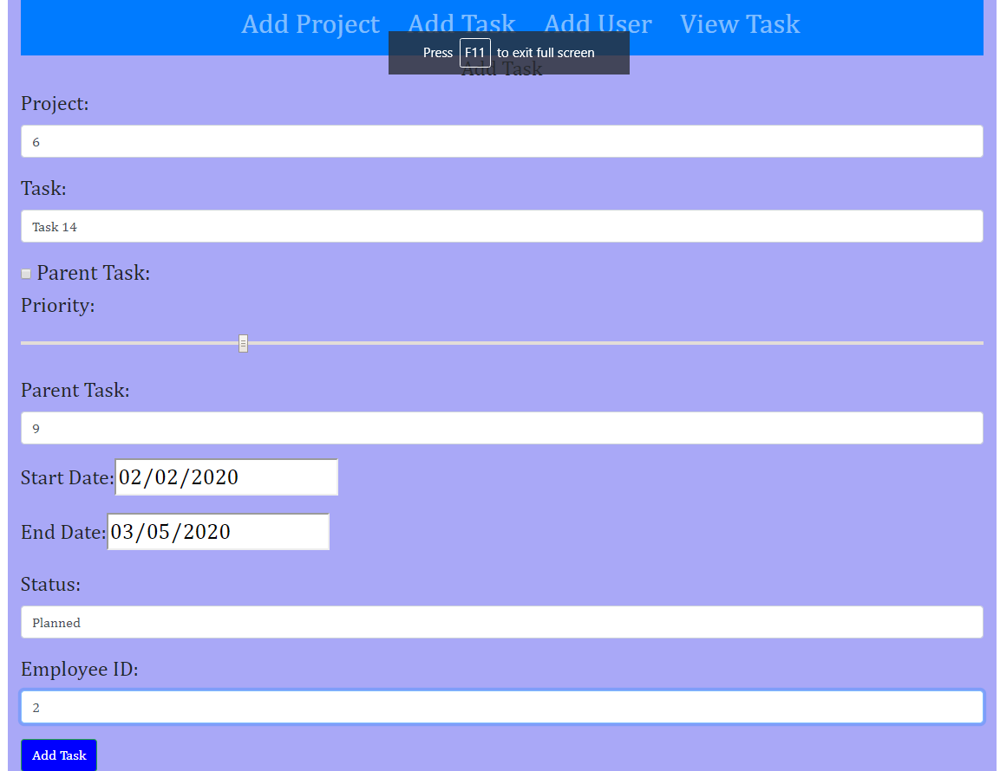 Add Project Add Task Add User View Task
Press F11 to exit full screen
Add Task
Project:
6
Task:
Task 14
Parent Task:
Priority:
Parent Task:
9
Start Date: 02/02/2020
End Date: 03/05/2020
Status:
Planned
Employee ID:
2
Add Task